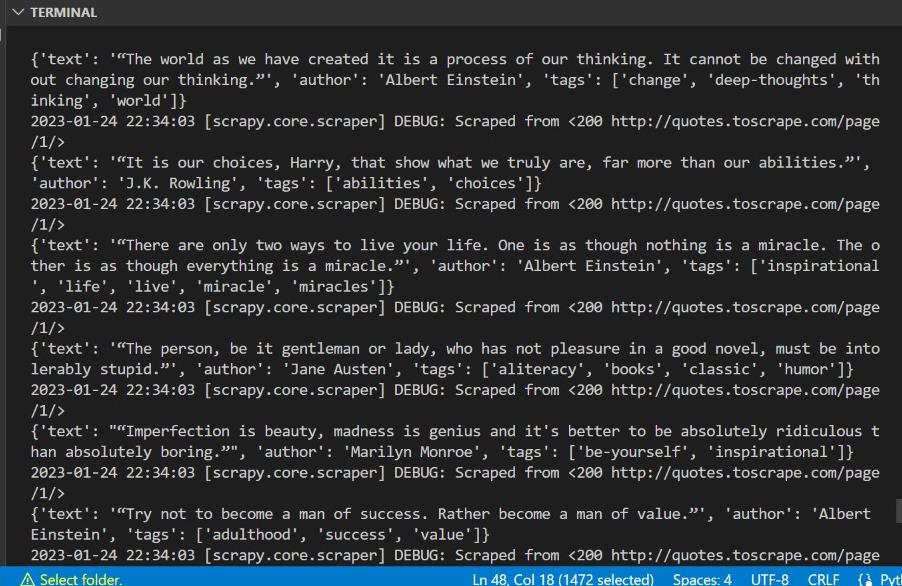 TERMINAL
{'text': '“The world as we have created it is a process of our thinking. It cannot be changed with
out changing our thinking.”', 'author': 'Albert Einstein', 'tags': ['change', 'deep-thoughts', 'th
inking', 'world']}
2023-01-24 22:34:03 [scrapy.core.scraper] DEBUG: Scraped from <200 http://quotes.toscrape.com/page
/1/>
{'text': '“It is our choices, Harry, that show what we truly are, far more than our abilities.”',
'author': 'J.K. Rowling', 'tags': ['abilities', 'choices']}
2023-01-24 22:34:03 [scrapy.core.scraper] DEBUG: Scraped from <200 http://quotes.toscrape.com/page
/1/>
{'text': '“There are only two ways to live your life. One is as though nothing is a miracle. The o
ther is as though everything is a miracle.”', 'author': 'Albert Einstein', 'tags': ['inspirational
', 'life', 'live', 'miracle', 'miracles']}
2023-01-24 22:34:03 [scrapy.core.scraper] DEBUG: Scraped from <200 http://quotes.toscrape.com/page
/1/>
{'text': '“The person, be it gentleman or lady, who has not pleasure in a good novel, must be into
lerably stupid.”', 'author': 'Jane Austen', 'tags': ['aliteracy', 'books', 'classic', 'humor']}
2023-01-24 22:34:03 [scrapy.core.scraper] DEBUG: Scraped from <200 http://quotes.toscrape.com/page
/1/>
{'text': "“Imperfection is beauty, madness is genius and it's better to be absolutely ridiculous t
han absolutely boring.”", 'author': 'Marilyn Monroe', 'tags': ['be-yourself', 'inspirational']}
2023-01-24 22:34:03 [scrapy.core.scraper] DEBUG: Scraped from <200 http://quotes.toscrape.com/page
/1/>
{'text': '“Try not to become a man of success. Rather become a man of value.”', 'author': 'Albert
Einstein', 'tags': ['adulthood', 'success', 'value']}
2023-01-24 22:34:03 [scrapy.core.scraper] DEBUG: Scraped from <200 http://quotes.toscrape.com/page
Select folder. Ln 48, Col 18 (1472 selected) Spaces: 4 UTF-8 CRLF Pyt